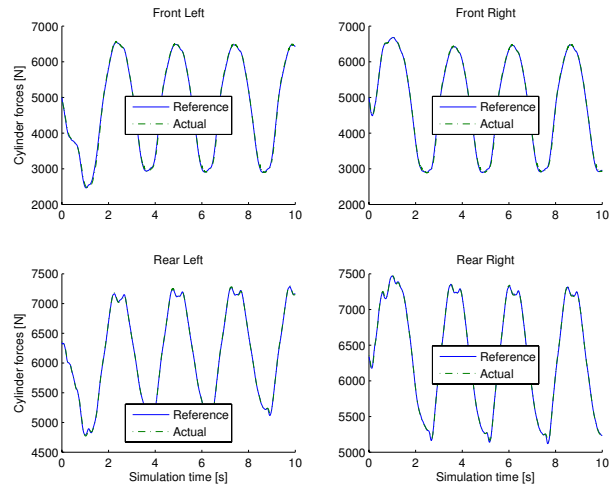 Front Left
Front Right
Cylinder forces [N]
7000
6000
5000
4000
3000
2000
0 2 4 6 8 10
Reference
Actual
7000
6000
5000
4000
3000
2000
0 2 4 6 8 10
Reference
Actual
Rear Left
Rear Right
Cylinder forces [N]
7500
7000
6500
6000
5500
5000
4500
0 2 4 6 8 10
Simulation time [s]
Reference
Actual
7500
7000
6500
6000
5500
5000
0 2 4 6 8 10
Simulation time [s]
Reference
Actual